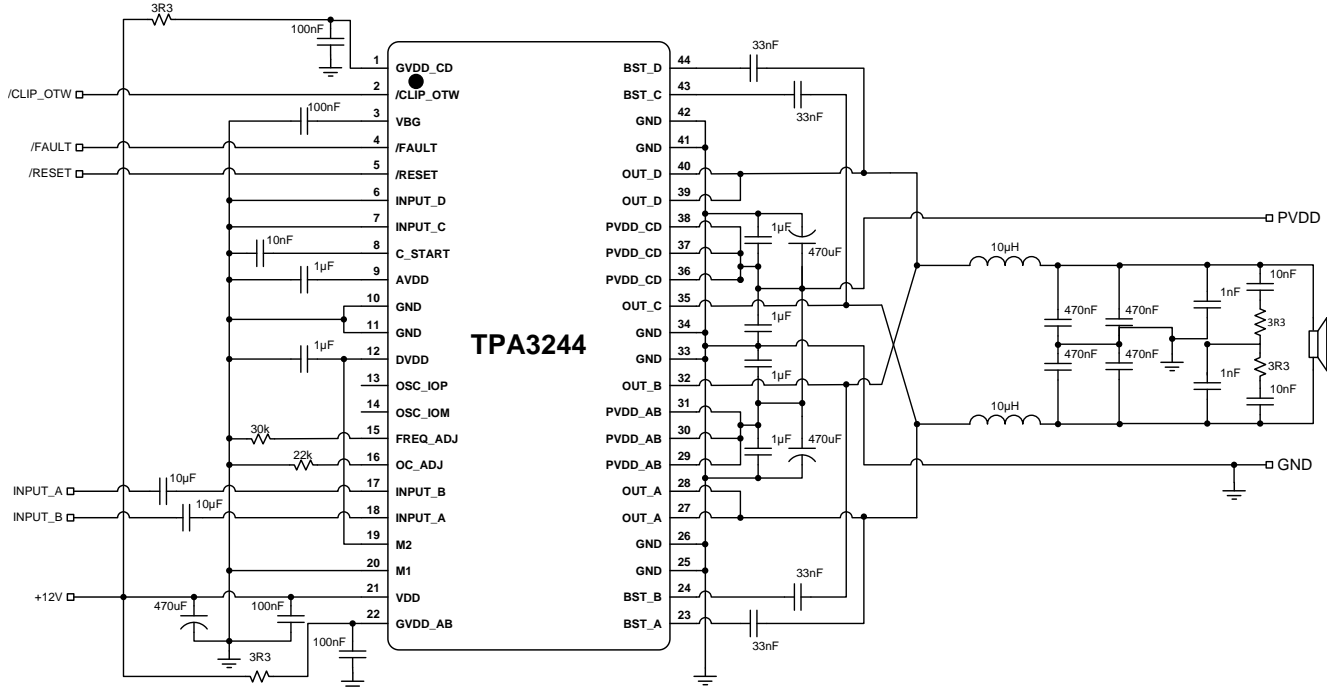 3R3
100nF
1 GVDD_CD
/CLIP_OTW 2 /CLIP_OTW
100nF
3 VBG
/FAULT 4 /FAULT
/RESET 5 /RESET
6 INPUT_D
7 INPUT_C
10nF
8 C_START
1µF
9 AVDD
10 GND
11 GND
1µF
12 DVDD
13 OSC_IOP
14 OSC_IOM
30k
15 FREQ_ADJ
22k
16 OC_ADJ
INPUT_A 10µF 17 INPUT_B
INPUT_B 10µF 18 INPUT_A
19 M2
20 M1
+12V 21 VDD
470uF 100nF
22 GVDD_AB
100nF
3R3
TPA3244
33nF
BST_D 44
BST_C 43
33nF
GND 42
GND 41
OUT_D 40
OUT_D 39
PVDD_CD 38
1µF
470uF
PVDD_CD 37
PVDD_CD 36
OUT_C 35
1µF
GND 34
GND 33
1µF
OUT_B 32
PVDD_AB 31
PVDD_AB 30
1µF
470uF
PVDD_AB 29
OUT_A 28
OUT_A 27
GND 26
GND 25
33nF
BST_B 24
BST_A 23
33nF
PVDD
10µH
470nF 470nF 1nF 10nF
3R3
470nF 470nF 1nF 3R3
10nF
10µH
GND